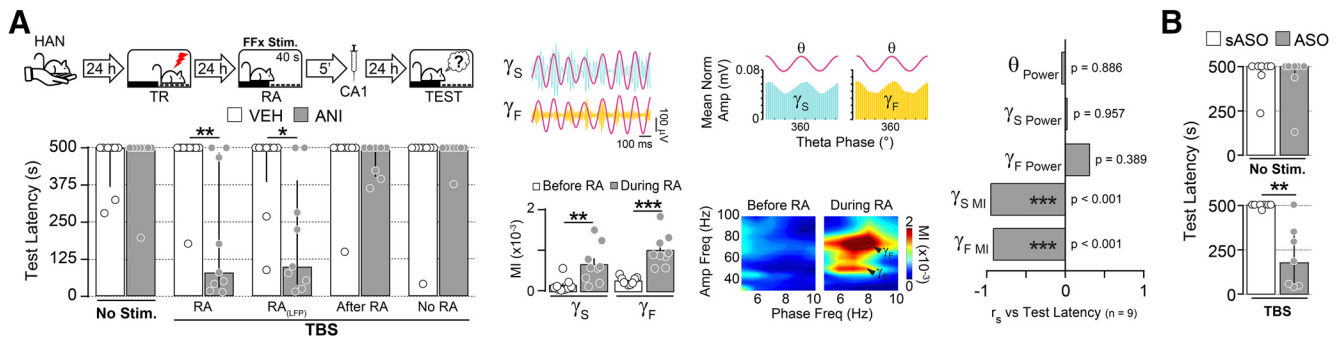 A
HAN
24 h
TR
24 h
FFx Stim.
40 s
RA
5'
CA1
24 h
?
TEST
VEH ANI
Test Latency (s)
500
375
250
125
0
** *
No Stim.
RA RA(LFP) After RA No RA
TBS
γS
γF
100 µV
100 ms
θ θ
Mean Norm
Amp (mV)
0.08
0
γS γF
360 360
Theta Phase (°)
Before RA During RA
MI (x10-3)
2
1
0
** ***
γS γF
Before RA During RA
Amp Freq (Hz)
100
80
60
40
γF
γS
6 8 10 6 8 10
Phase Freq (Hz)
2
0
MI (x10-3)
θ Power p = 0.886
γS Power p = 0.957
γF Power p = 0.389
γS MI *** p < 0.001
γF MI *** p < 0.001
-1 0 1
rs vs Test Latency (n = 9)
B
sASO ASO
Test Latency (s)
500
250
0
No Stim.
**
500
250
0
TBS